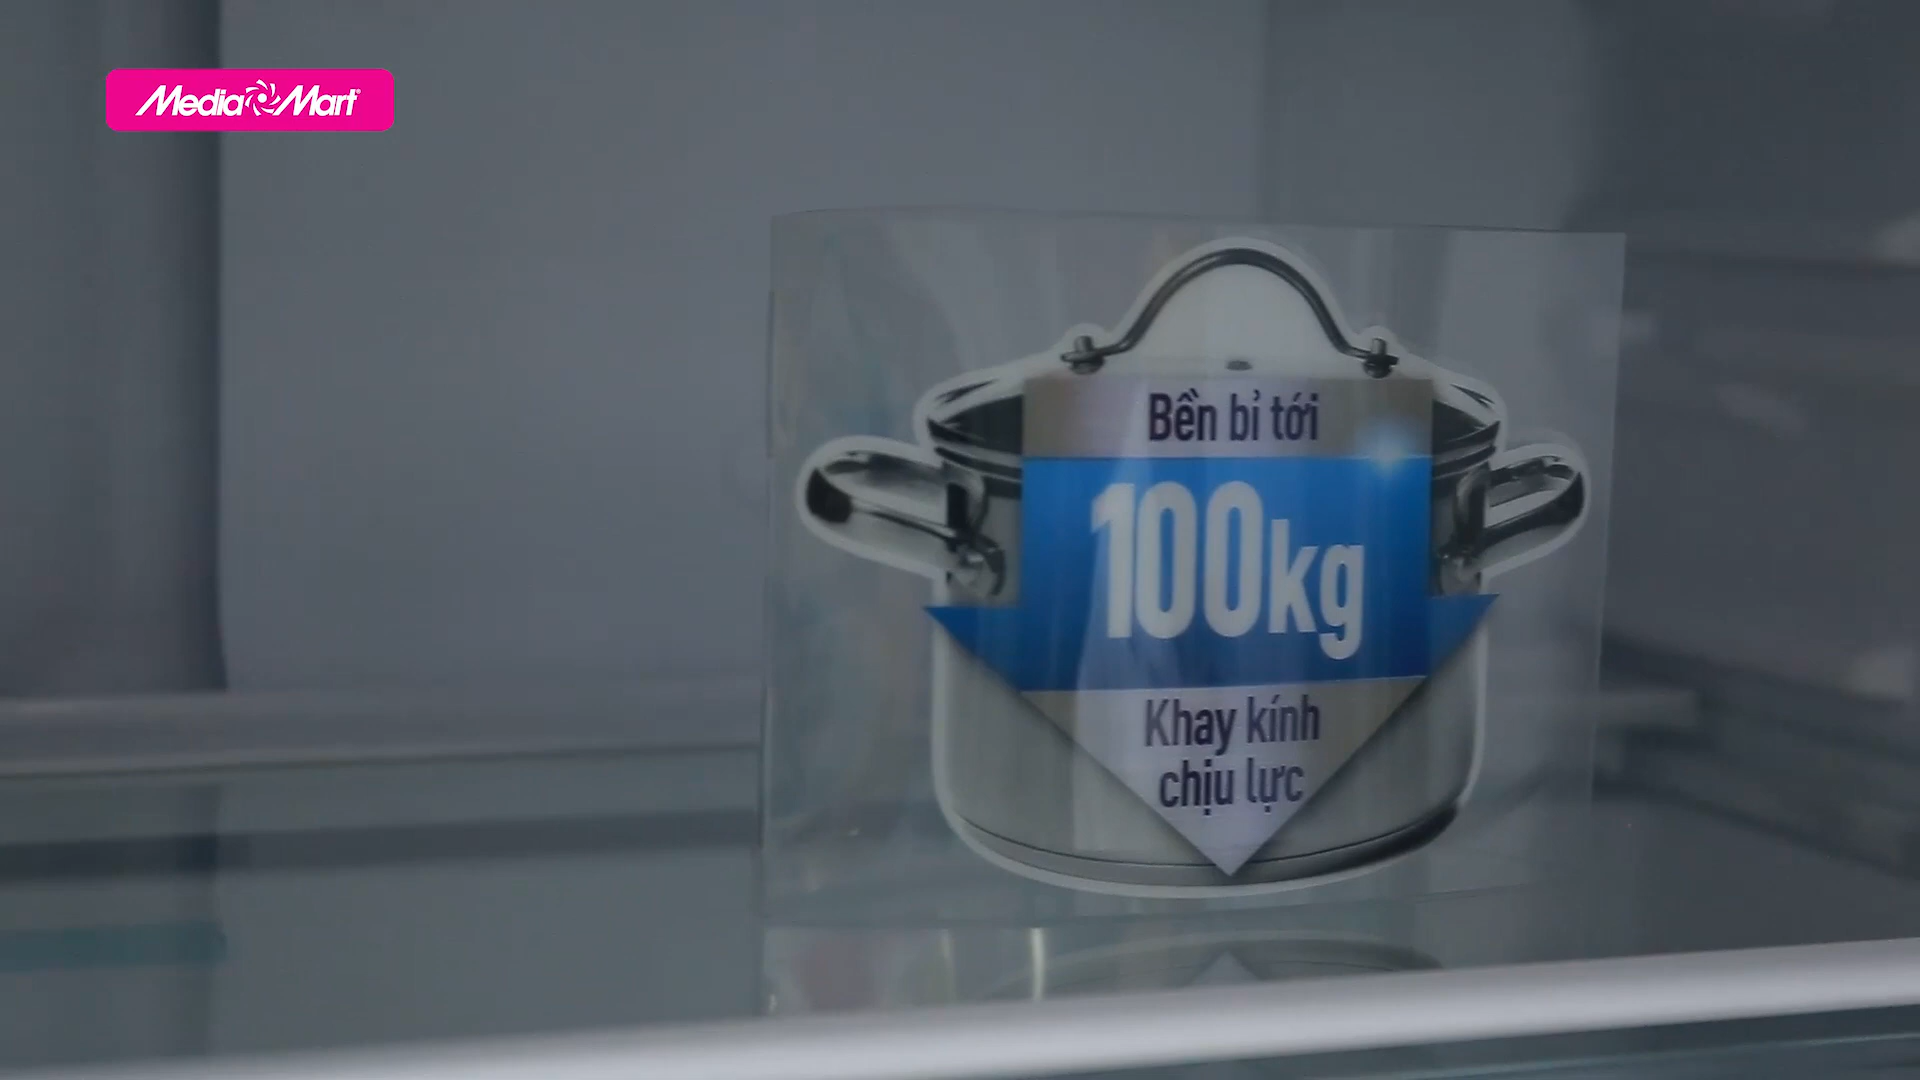 MediaMart
Bền bỉ tới
100kg
Khay kính
chịu lực